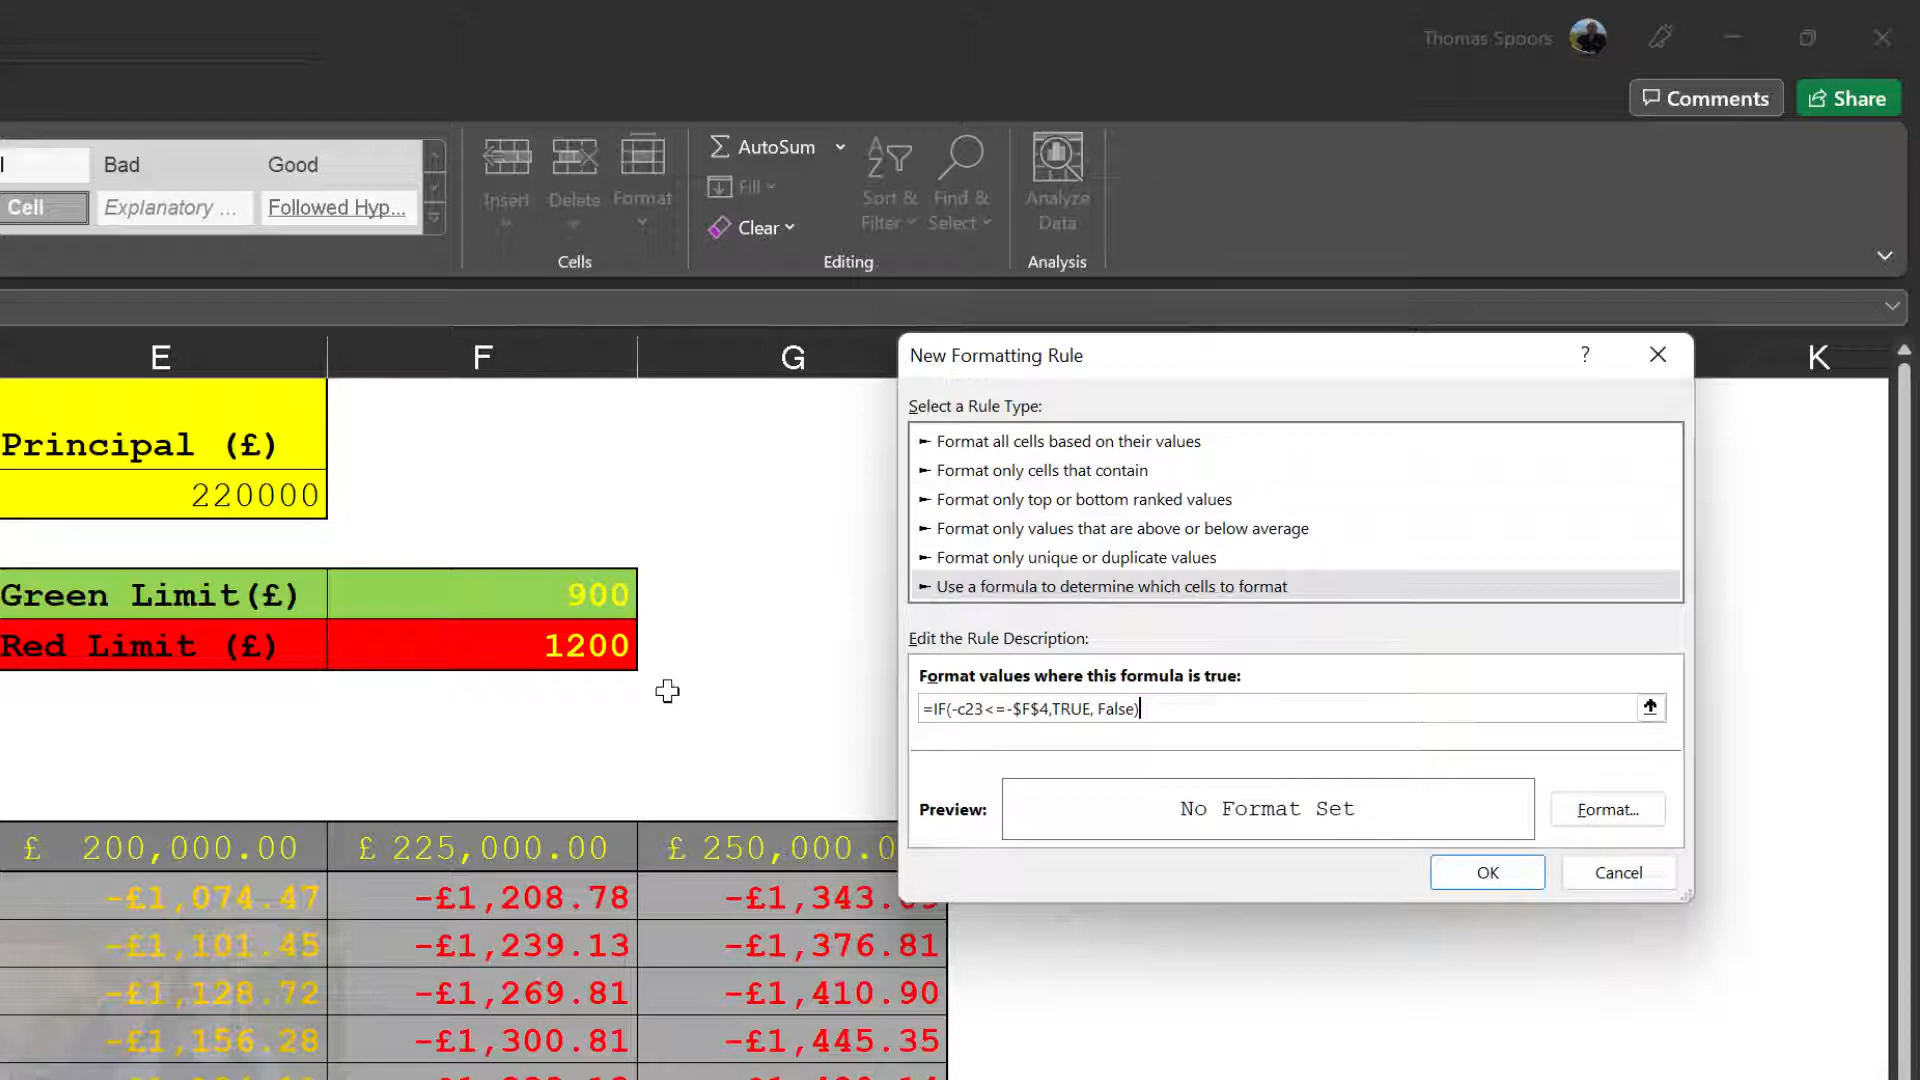 Thomas Spoors
Comments
Share
Bad
Good
Cell
Explanatory ...
Followed Hyp...
Insert
Delete
Format
Cells
AutoSum
Fill
Clear
Sort &
Filter
Find &
Select
Editing
Analyze
Data
Analysis
E
F
G
K
Principal (£)
220000
Green Limit(£)
900
Red Limit (£)
1200
£ 200,000.00
£ 225,000.00
£ 250,000.0
-£1,074.47
-£1,208.78
-£1,343.
-£1,101.45
-£1,239.13
-£1,376.81
-£1,128.72
-£1,269.81
-£1,410.90
-£1,156.28
-£1,300.81
-£1,445.35
New Formatting Rule
?
Select a Rule Type:
► Format all cells based on their values
► Format only cells that contain
► Format only top or bottom ranked values
► Format only values that are above or below average
► Format only unique or duplicate values
► Use a formula to determine which cells to format
Edit the Rule Description:
Format values where this formula is true:
=IF(-c23<=-$F$4,TRUE, False)
Preview:
No Format Set
Format...
OK
Cancel